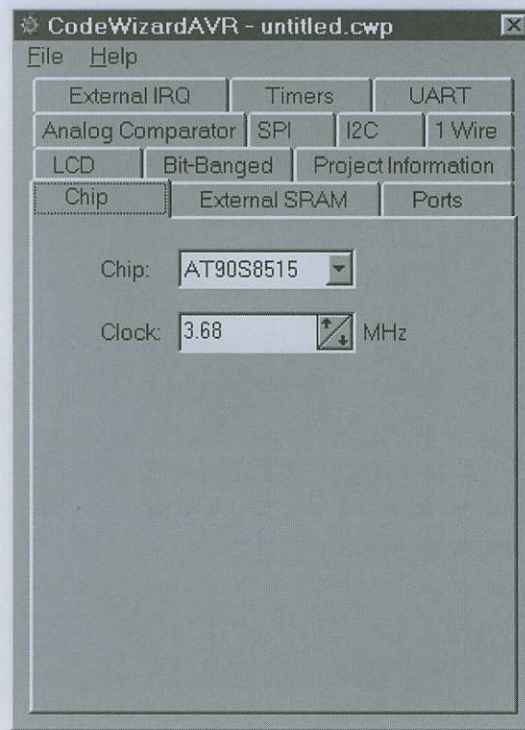 CodeWizardAVR - untitled.cwp
File Help
External IRQ Timers UART
Analog Comparator SPI I2C 1 Wire
LCD Bit-Banged Project Information
Chip External SRAM Ports
Chip: AT90S8515
Clock: 3.68 MHz